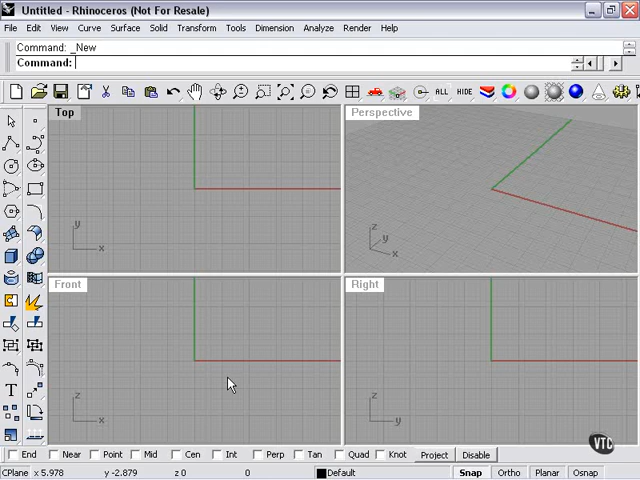 Untitled - Rhinoceros (Not For Resale)
File Edit View Curve Surface Solid Transform Tools Dimension Analyze Render Help
Command: _New
Command:
ALL HIDE
Top
Perspective
y
x
z
y
x
Front
Right
z
x
z
y
T
VTC
End Near Point Mid Cen Int Perp Tan Quad Knot Project Disable
CPlane x 5.978 y -2.879 z 0 0 Default Snap Ortho Planar Osnap